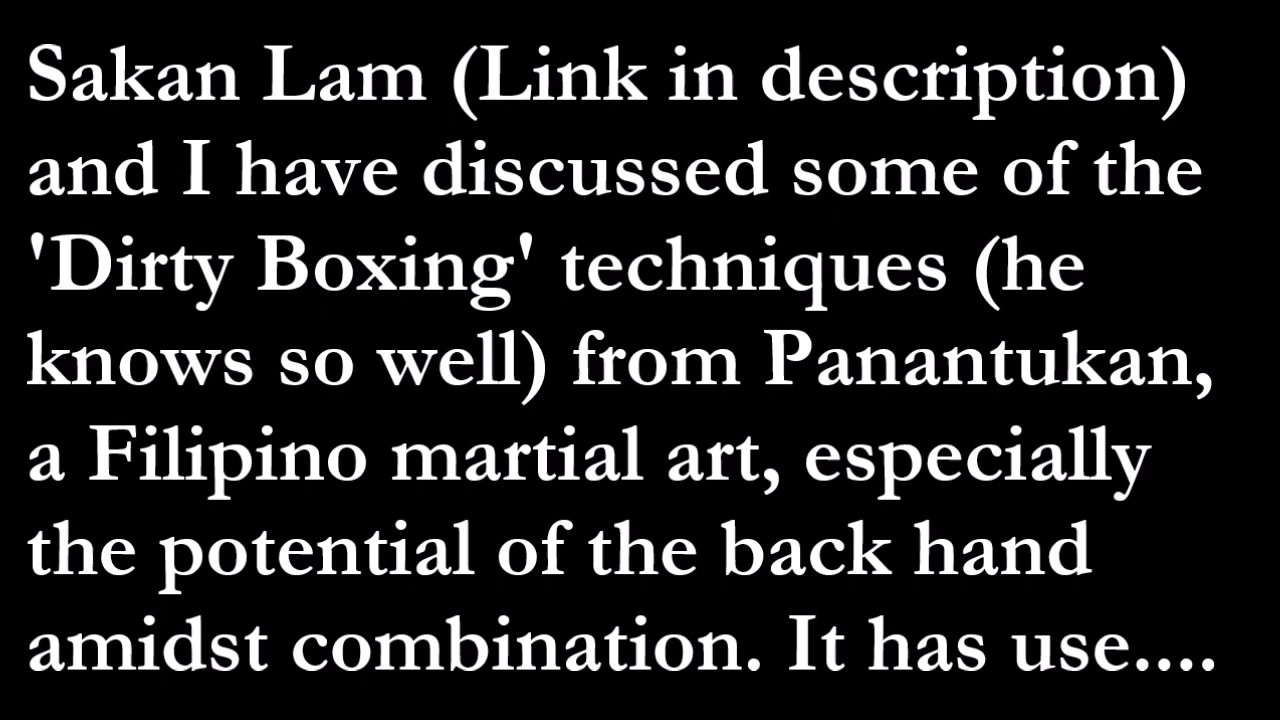 Sakan Lam (Link in description)
and I have discussed some of the
'Dirty Boxing' techniques (he
knows so well) from Panantukan,
a Filipino martial art, especially
the potential of the back hand
amidst combination. It has use....